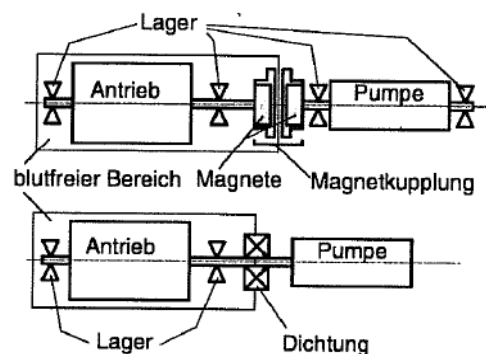 Lager
Antrieb
Pumpe
blutfreier Bereich
Magnete
Magnetkupplung
Antrieb
Pumpe
Lager
Dichtung